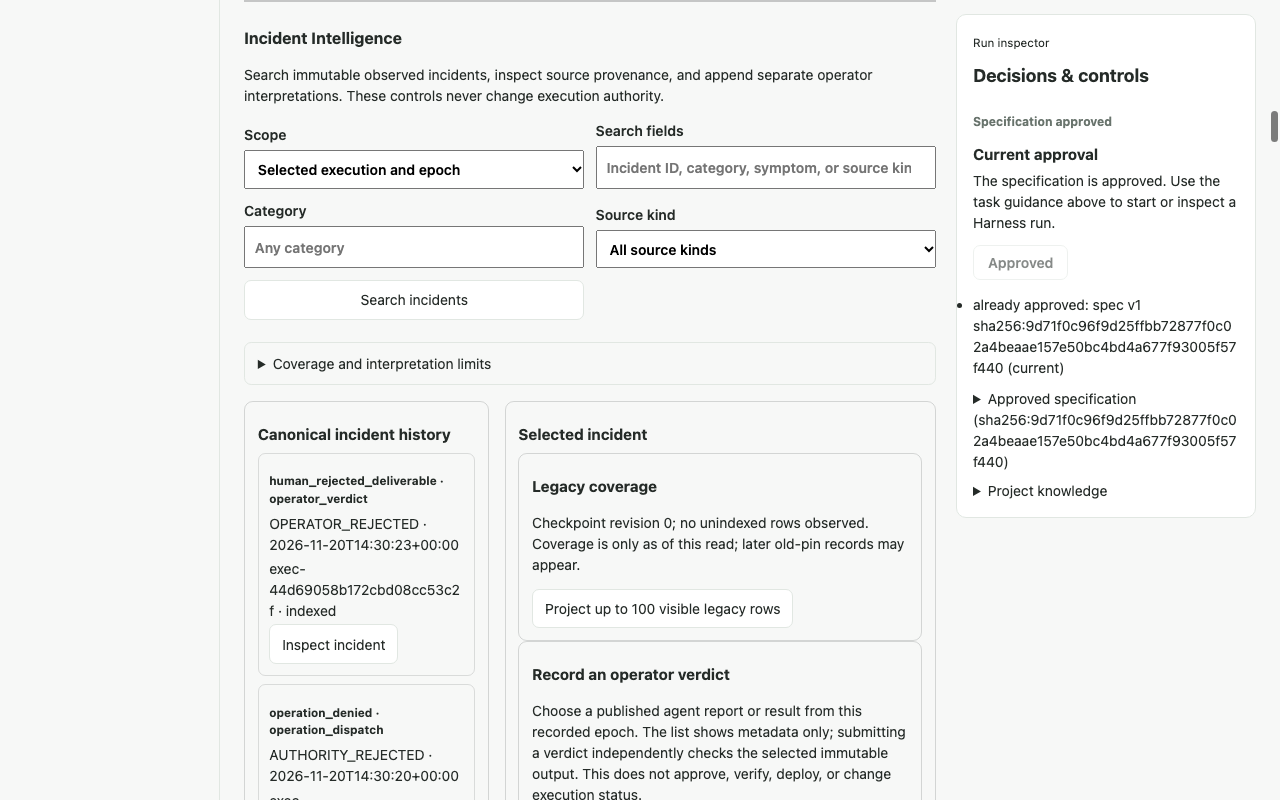 Incident Intelligence
Search immutable observed incidents, inspect source provenance, and append separate operator
interpretations. These controls never change execution authority.
Scope
Selected execution and epoch
Search fields
Incident ID, category, symptom, or source kin
Category
Any category
Source kind
All source kinds
Search incidents
Coverage and interpretation limits
Canonical incident history
human_rejected_deliverable ·
operator_verdict
OPERATOR_REJECTED ·
2026-11-20T14:30:23+00:00
exec-
44d69058b172cbd08cc53c2
f · indexed
Inspect incident
operation_denied ·
operation_dispatch
AUTHORITY_REJECTED ·
2026-11-20T14:30:20+00:00
exec-
Selected incident
Legacy coverage
Checkpoint revision 0; no unindexed rows observed.
Coverage is only as of this read; later old-pin records may
appear.
Project up to 100 visible legacy rows
Record an operator verdict
Choose a published agent report or result from this
recorded epoch. The list shows metadata only; submitting
a verdict independently checks the selected immutable
output. This does not approve, verify, deploy, or change
execution status.
Run inspector
Decisions & controls
Specification approved
Current approval
The specification is approved. Use the
task guidance above to start or inspect a
Harness run.
Approved
already approved: spec v1
sha256:9d71f0c96f9d25ffbb72877f0c0
2a4beaae157e50bc4bd4a677f93005f57
f440 (current)
Approved specification
(sha256:9d71f0c96f9d25ffbb72877f0c0
2a4beaae157e50bc4bd4a677f93005f57
f440)
Project knowledge